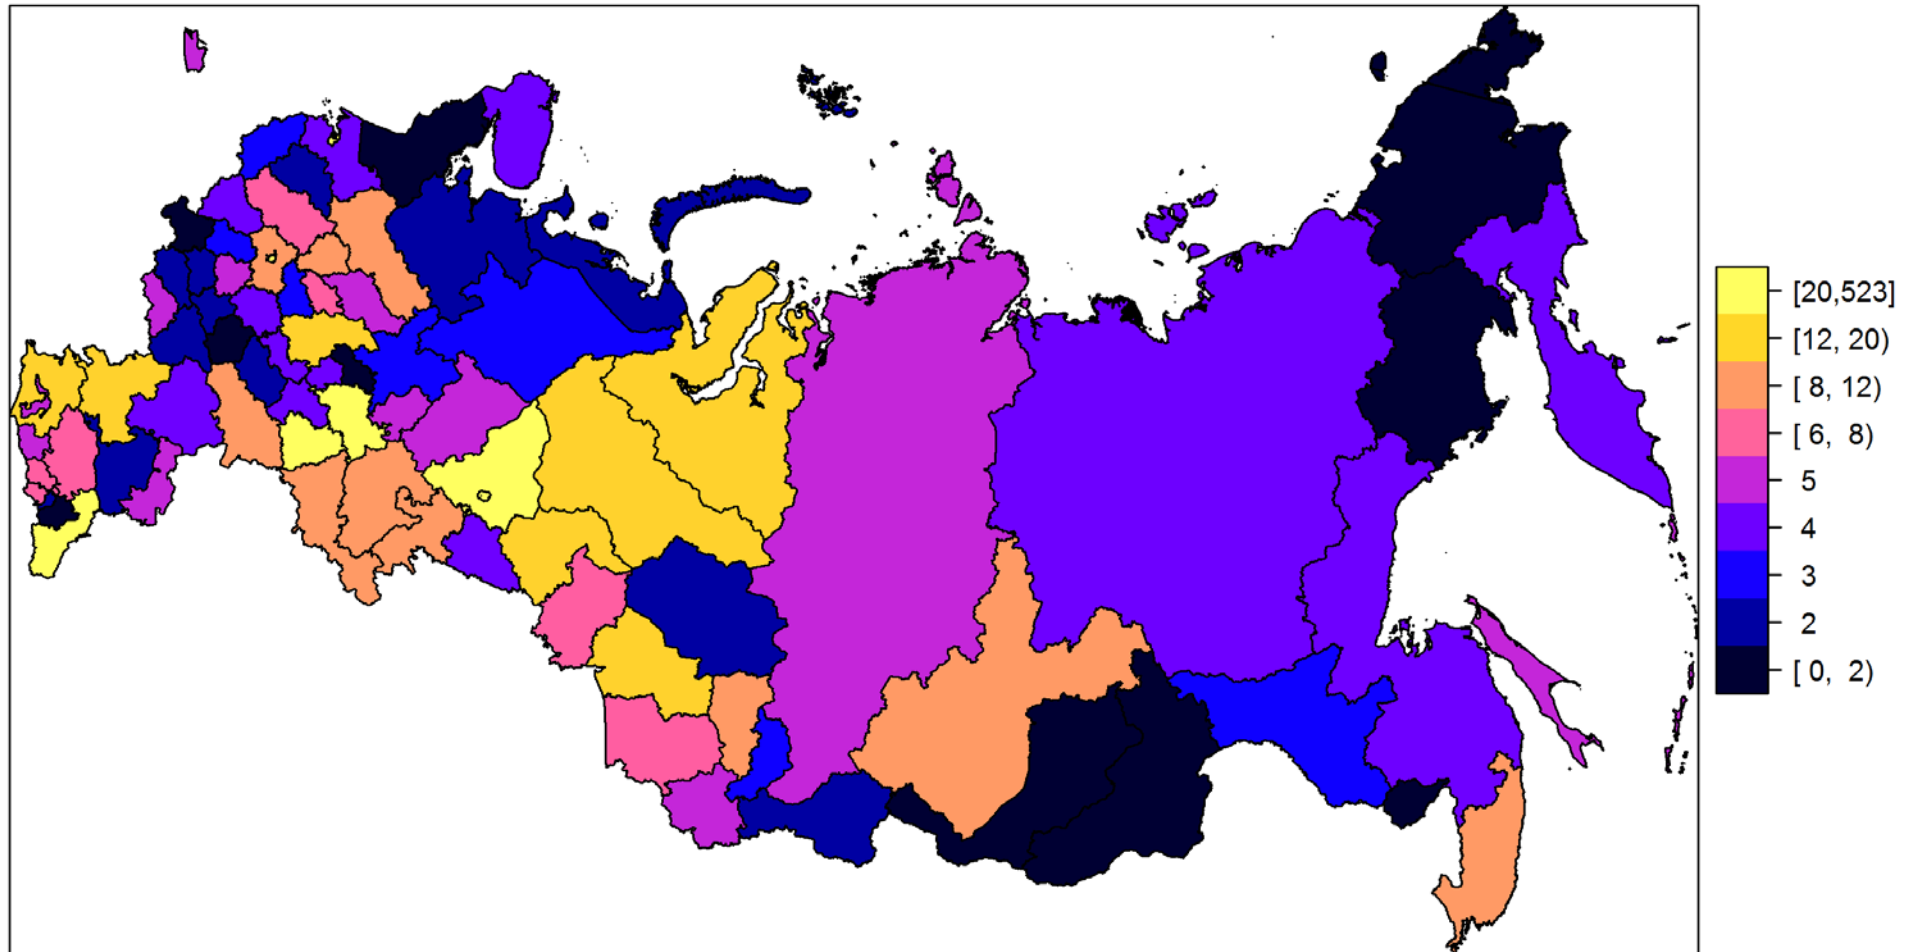 [20,523]
[12, 20)
[ 8, 12)
[ 6, 8)
5
4
3
2
[ 0, 2)